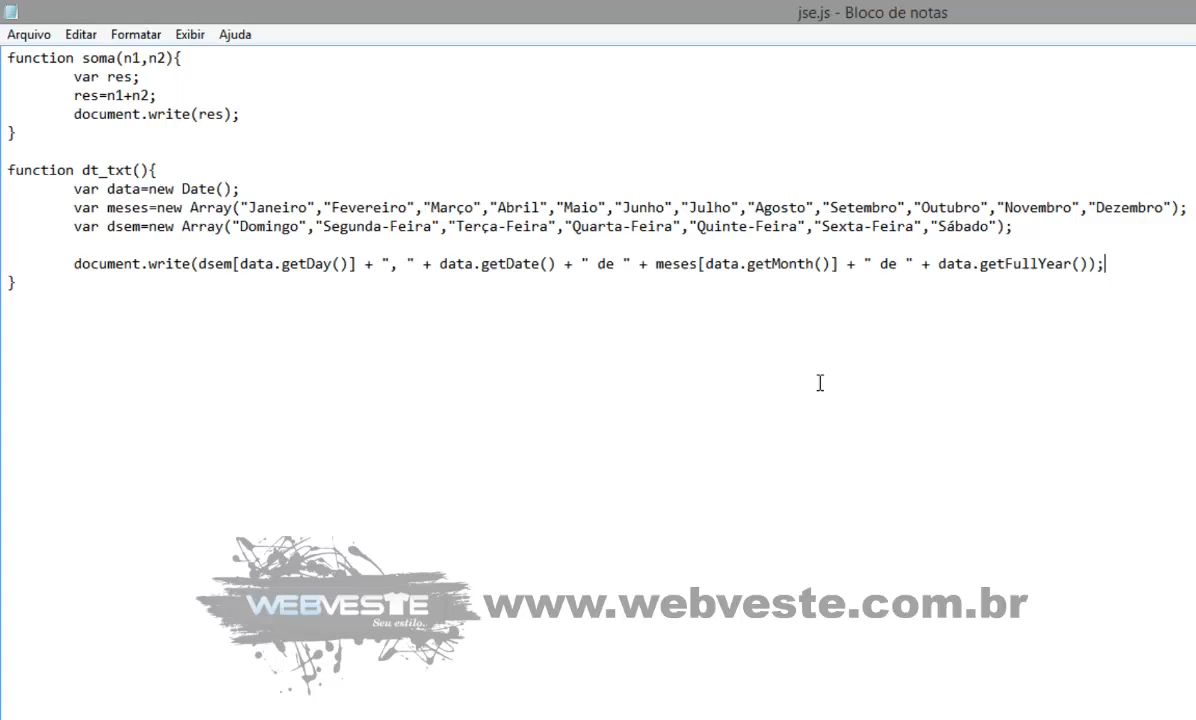 jse.js - Bloco de notas
Arquivo Editar Formatar Exibir Ajuda
function soma(n1,n2){
        var res;
        res=n1+n2;
        document.write(res);
}

function dt_txt(){
        var data=new Date();
        var meses=new Array("Janeiro","Fevereiro","Março","Abril","Maio","Junho","Julho","Agosto","Setembro","Outubro","Novembro","Dezembro");
        var dsem=new Array("Domingo","Segunda-Feira","Terça-Feira","Quarta-Feira","Quinte-Feira","Sexta-Feira","Sábado");

        document.write(dsem[data.getDay()] + ", " + data.getDate() + " de " + meses[data.getMonth()] + " de " + data.getFullYear());
}
WEBVESTE www.webveste.com.br
Seu estilo.